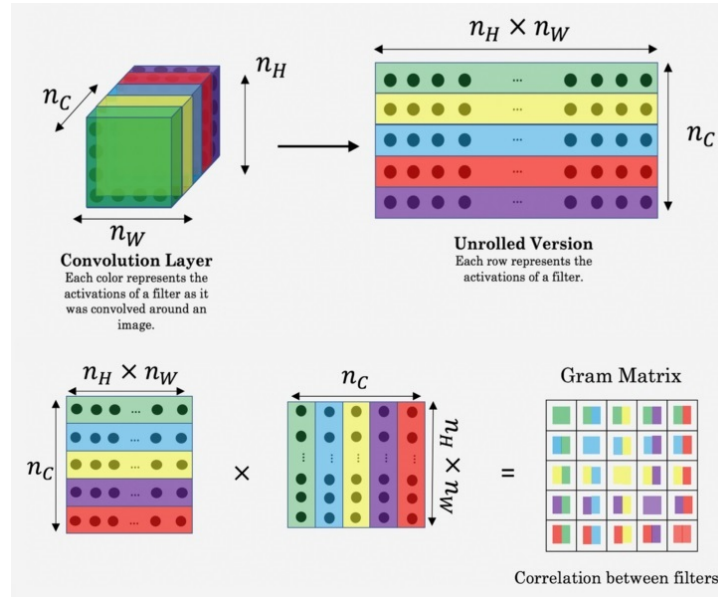 n_H × n_W
n_C
n_H
n_C
n_W
Convolution Layer
Each color represents the
activations of a filter as it
was convolved around an
image.
...
...
...
...
...
Unrolled Version
Each row represents the
activations of a filter.
n_H × n_W
n_C
...
...
...
...
...
×
n_C
n_H × n_W
...
...
...
...
...
=
Gram Matrix
Correlation between filters